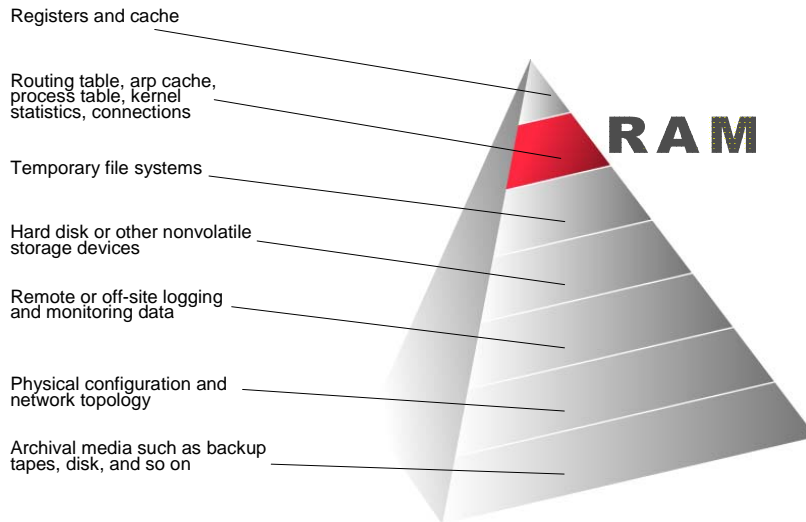 Registers and cache
Routing table, arp cache,
process table, kernel
statistics, connections
RAM
Temporary file systems
Hard disk or other nonvolatile
storage devices
Remote or off-site logging
and monitoring data
Physical configuration and
network topology
Archival media such as backup
tapes, disk, and so on